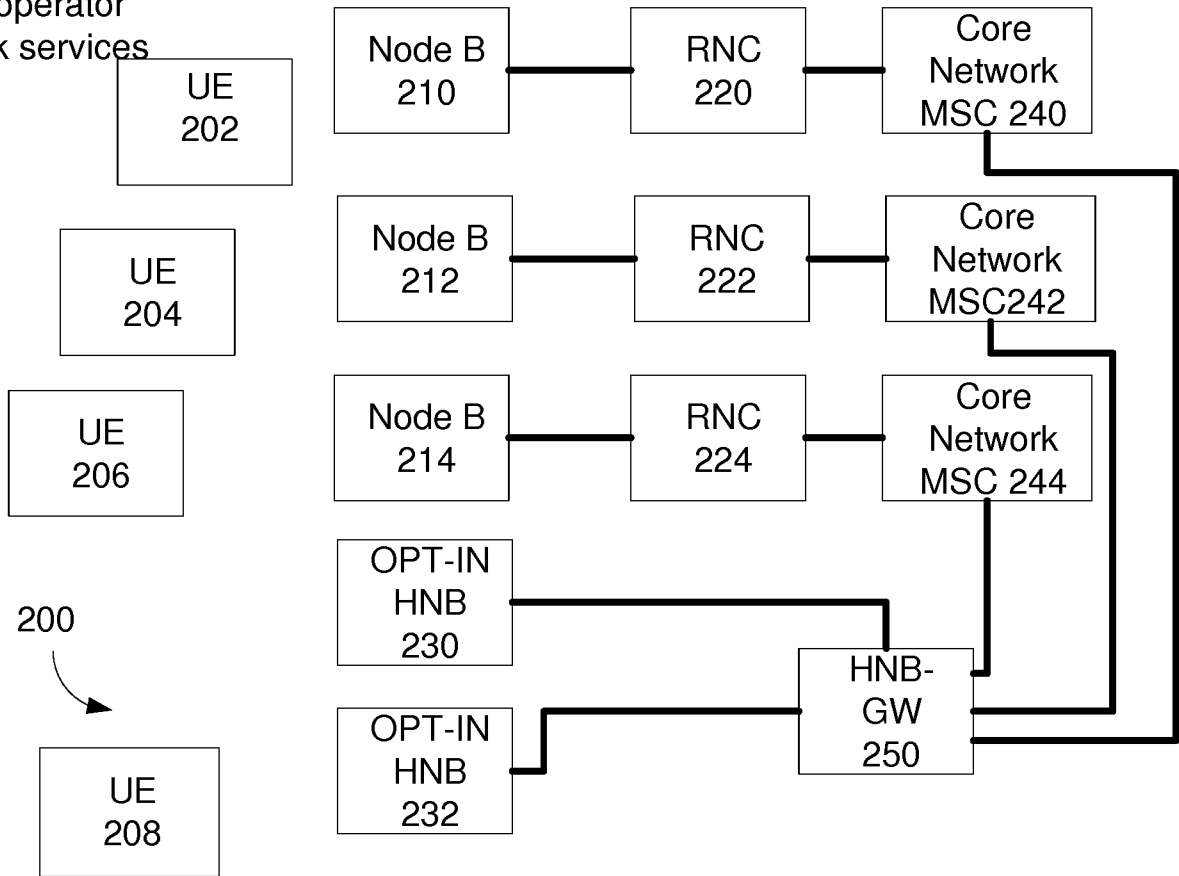 operator
k services
UE
202
Node B
210
RNC
220
Core
Network
MSC 240
UE
204
Node B
212
RNC
222
Core
Network
MSC242
UE
206
Node B
214
RNC
224
Core
Network
MSC 244
OPT-IN
HNB
230
200
HNB-
GW
250
OPT-IN
HNB
232
UE
208